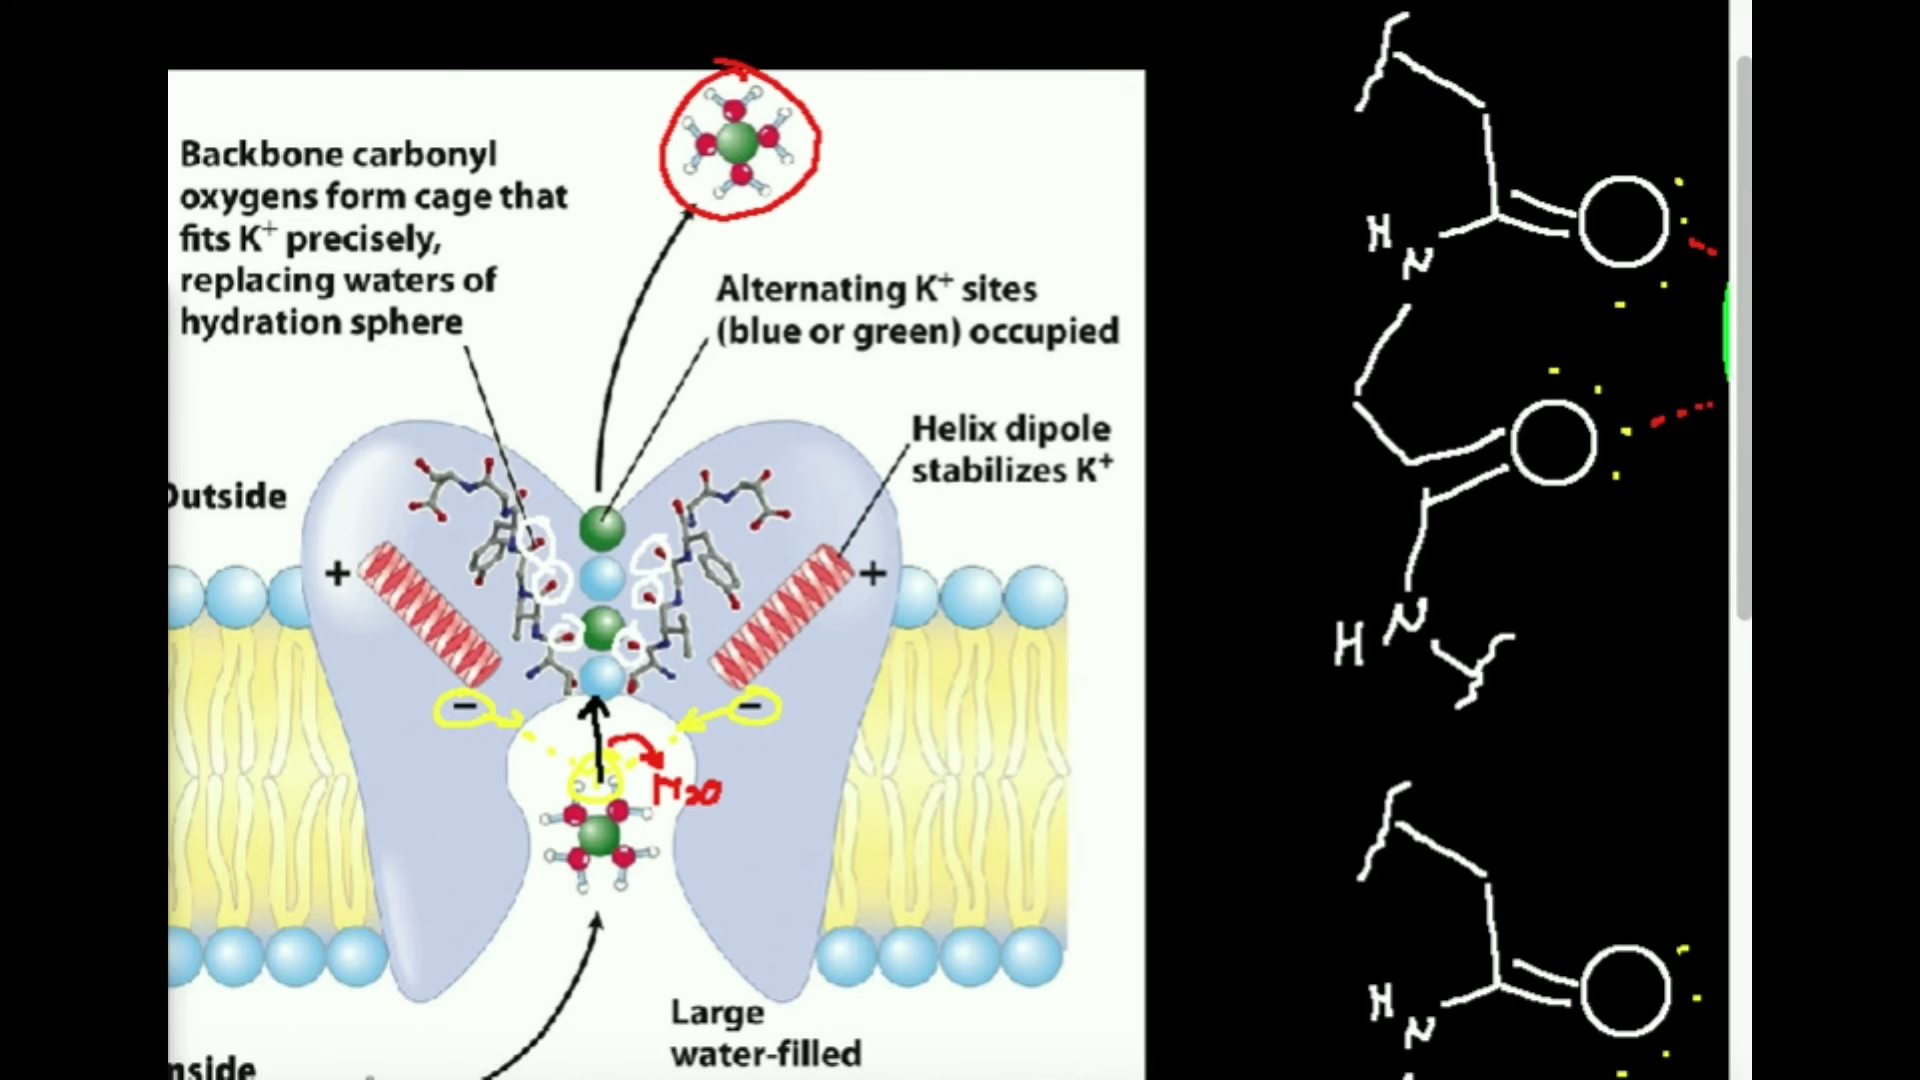 Backbone carbonyl
oxygens form cage that
fits K⁺ precisely,
replacing waters of
hydration sphere
Alternating K⁺ sites
(blue or green) occupied
Helix dipole
stabilizes K⁺
Outside
+
+
−
−
H2O
Large
water-filled
nside
H
N
H
N
H
N